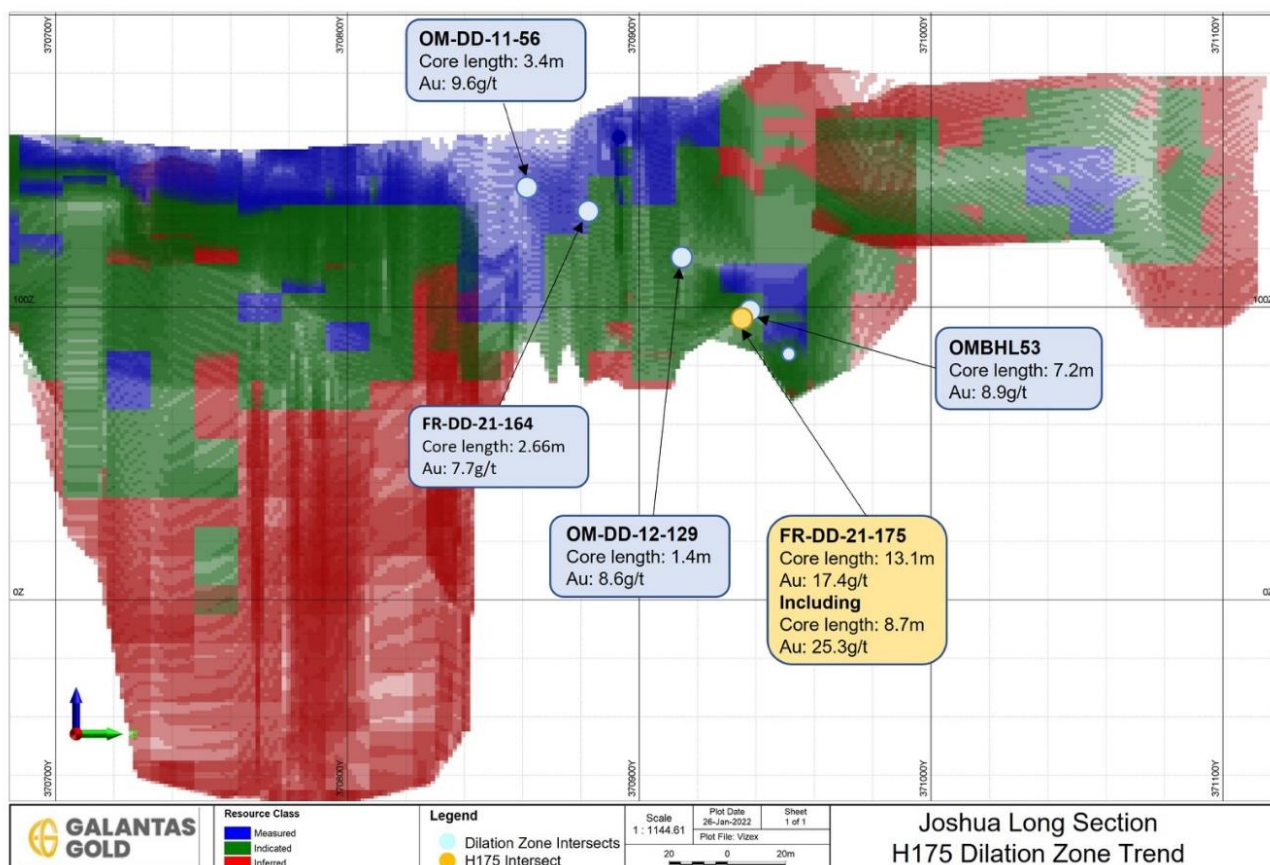 370700Y
370800Y
370900Y
371000Y
371100Y
OM-DD-11-56
Core length: 3.4m
Au: 9.6g/t
100Z
100Z
OMBHL53
Core length: 7.2m
Au: 8.9g/t
FR-DD-21-164
Core length: 2.66m
Au: 7.7g/t
OM-DD-12-129
Core length: 1.4m
Au: 8.6g/t
FR-DD-21-175
Core length: 13.1m
Au: 17.4g/t
Including
Core length: 8.7m
Au: 25.3g/t
0Z
0Z
370700Y
370800Y
370900Y
371000Y
371100Y
GALANTAS
GOLD
Resource Class
Measured
Indicated
Inferred
Legend
Dilation Zone Intersects
H175 Intersect
Scale
1 : 1144.61
Plot Date
26-Jan-2022
Sheet
1 of 1
Plot File: Vizex
20 0 20m
Joshua Long Section
H175 Dilation Zone Trend